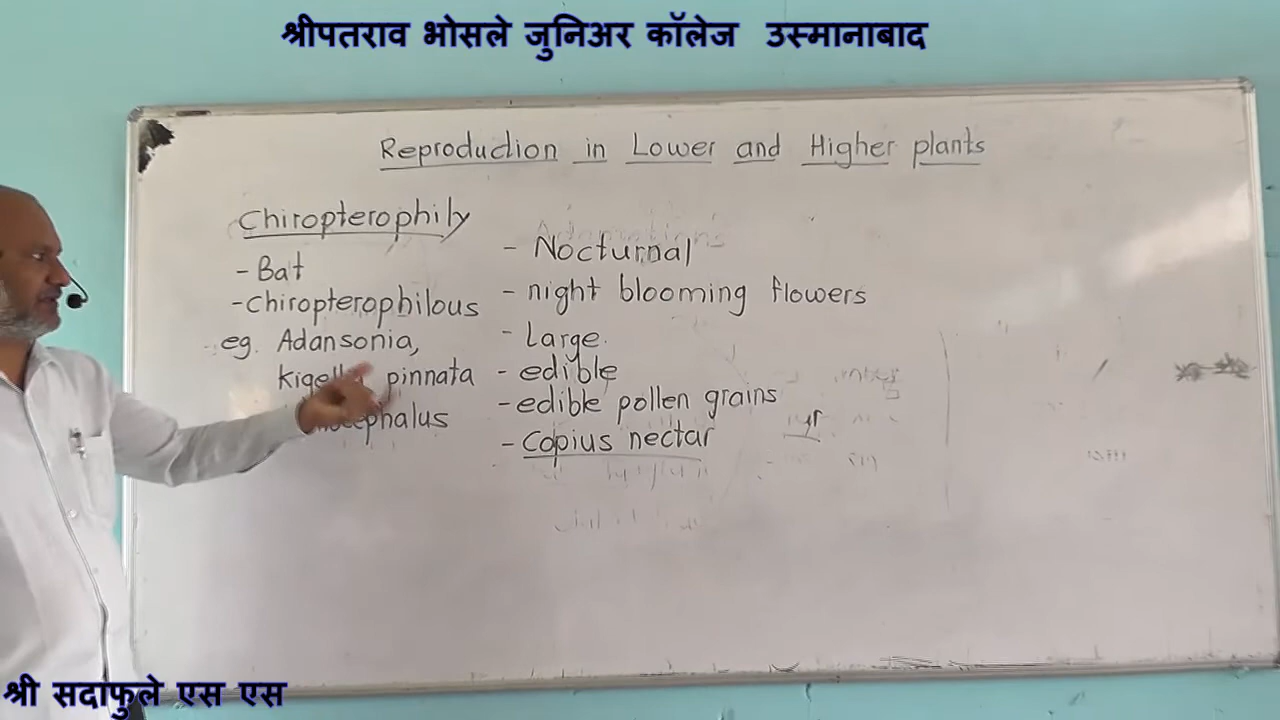 श्रीपतराव भोसले जुनिअर कॉलेज उस्मानाबाद
Reproduction in Lower and Higher plants
Chiropterophily
- Bat
- Chiropterophilous
eg. Adansonia,
pinnata
- Nocturnal
- night blooming flowers
- Large.
- edible
- edible pollen grains
- Copius nectar
श्री सदाफुले एस एस